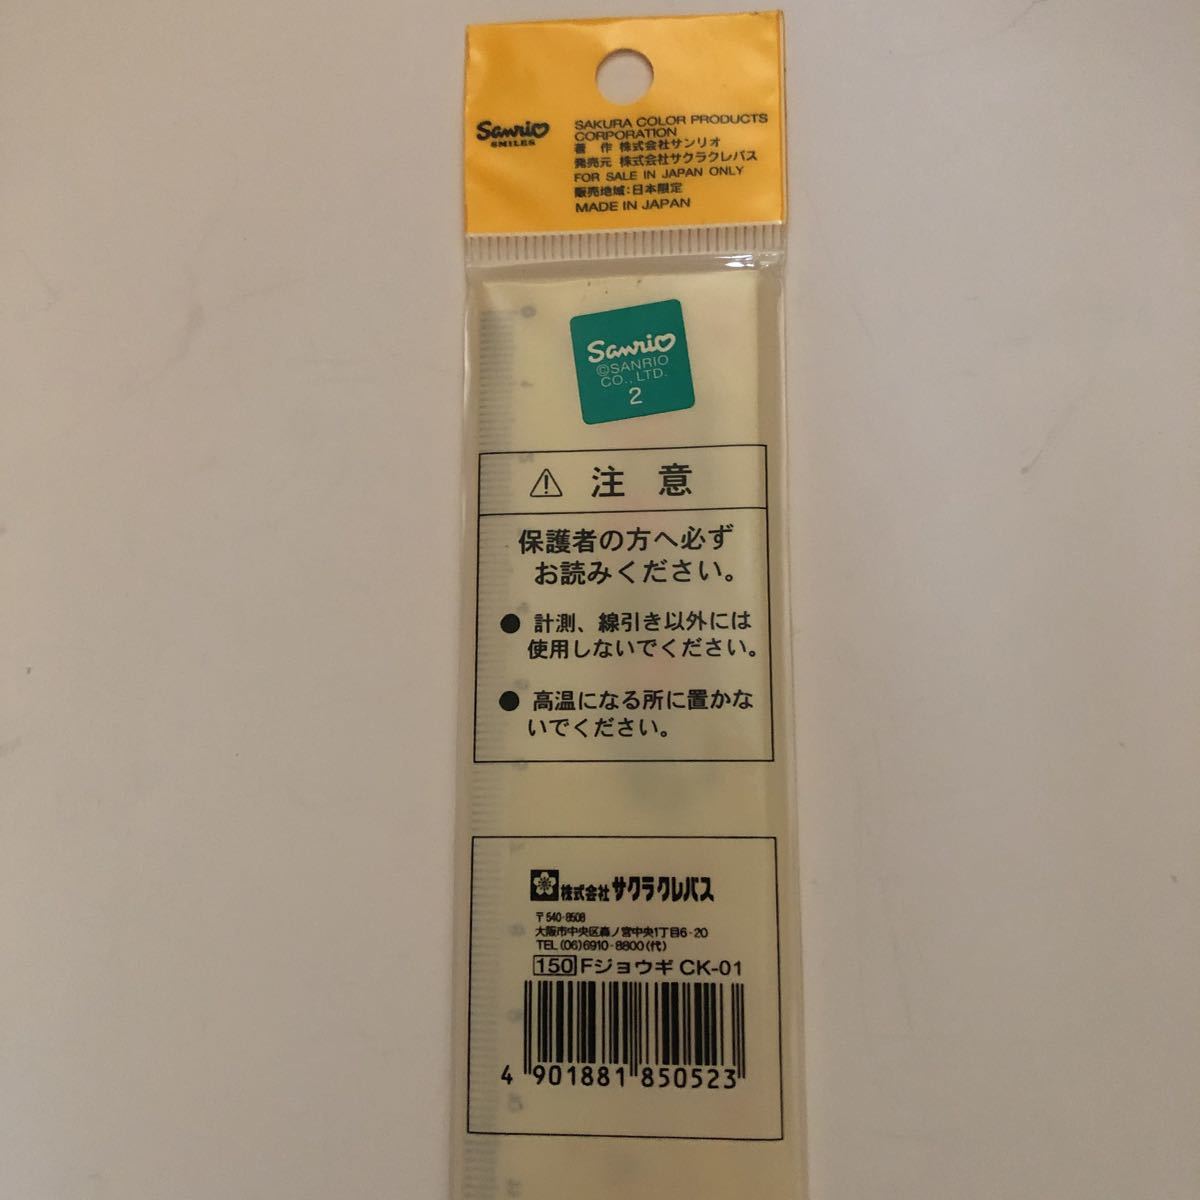 Sanrio
SMILES
SAKURA COLOR PRODUCTS
CORPORATION
著 作 株式会社サンリオ
発売元 株式会社サクラクレパス
FOR SALE IN JAPAN ONLY
販売地域:日本限定
MADE IN JAPAN
Sanrio
©SANRIO
CO., LTD.
2
⚠ 注 意
保護者の方へ必ず
お読みください。
● 計測、線引き以外には
使用しないでください。
● 高温になる所に置かな
いでください。
株式会社 サクラクレパス
〒540-8508
大阪市中央区森ノ宮中央1丁目6-20
TEL(06)6910-8800(代)
150 Fジョウギ CK-01
4 901881 850523